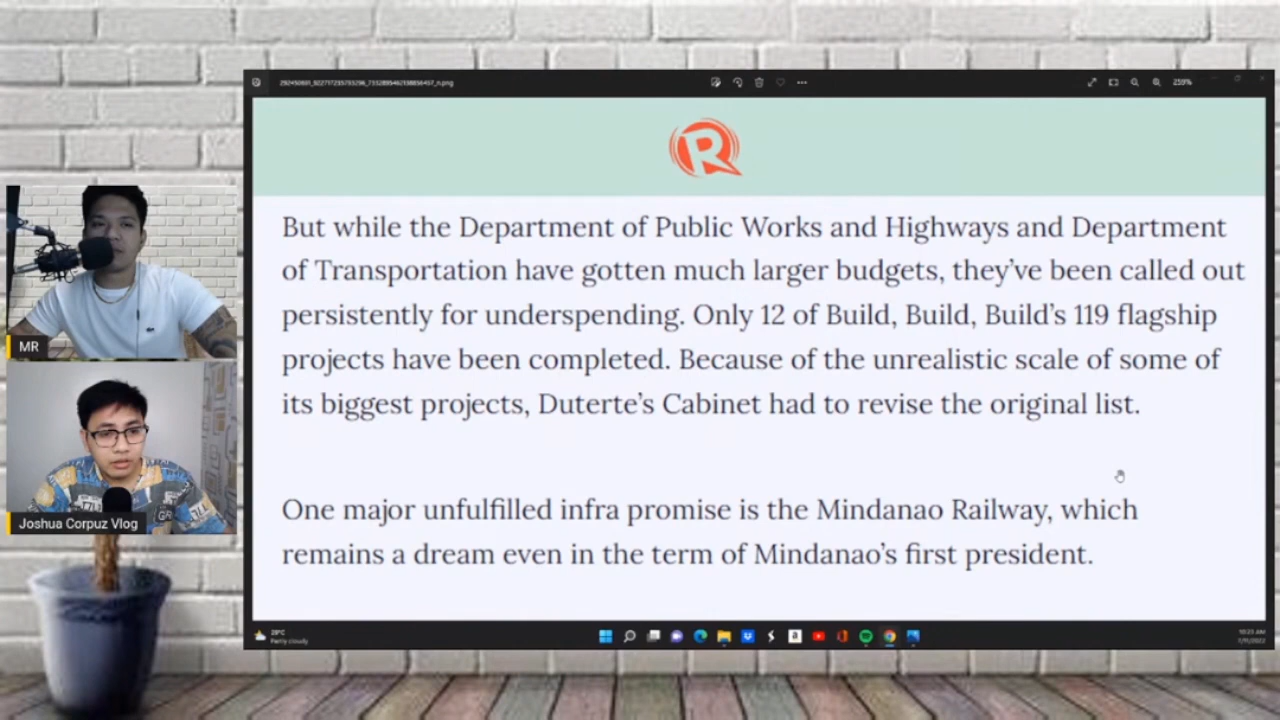 259%
R
But while the Department of Public Works and Highways and Department
of Transportation have gotten much larger budgets, they've been called out
persistently for underspending. Only 12 of Build, Build, Build's 119 flagship
projects have been completed. Because of the unrealistic scale of some of
its biggest projects, Duterte's Cabinet had to revise the original list.
One major unfulfilled infra promise is the Mindanao Railway, which
remains a dream even in the term of Mindanao's first president.
MR
Joshua Corpuz Vlog
Partly cloudy